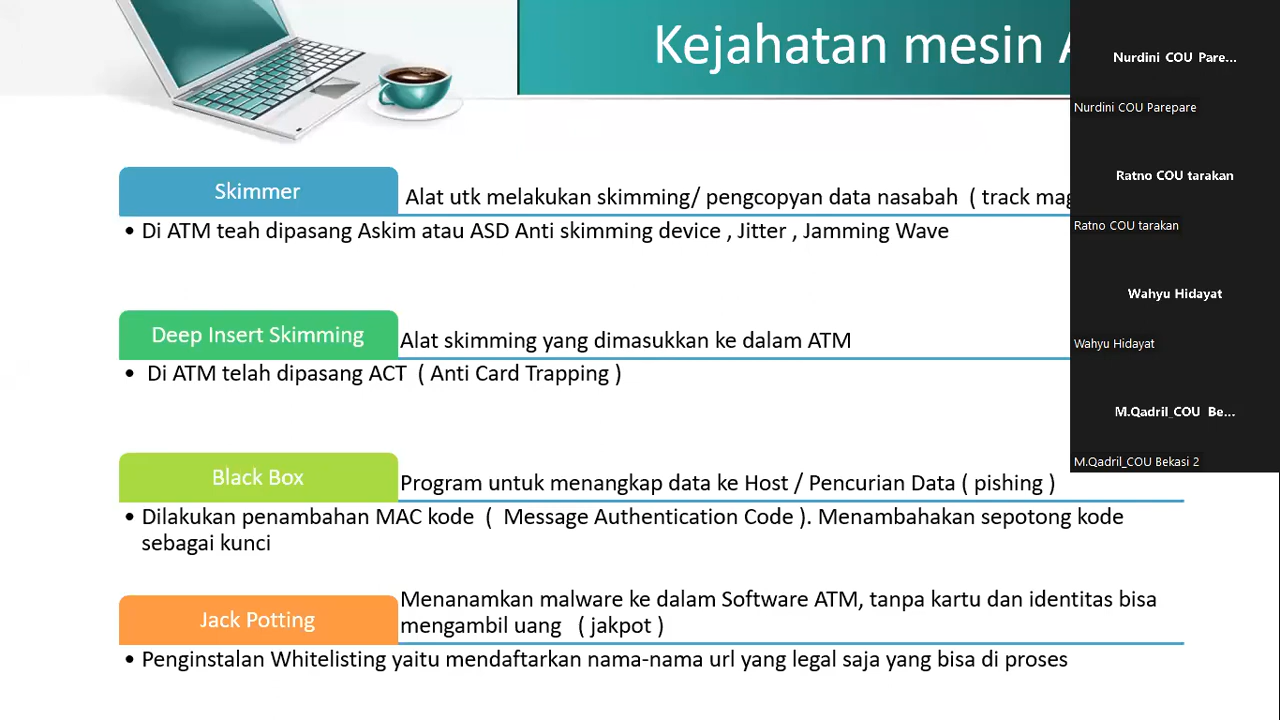 Kejahatan mesin
Skimmer
Alat utk melakukan skimming/ pengcopyan data nasabah ( track mag
• Di ATM teah dipasang Askim atau ASD Anti skimming device , Jitter , Jamming Wave
Deep Insert Skimming
Alat skimming yang dimasukkan ke dalam ATM
• Di ATM telah dipasang ACT ( Anti Card Trapping )
Black Box
Program untuk menangkap data ke Host / Pencurian Data ( pishing )
• Dilakukan penambahan MAC kode ( Message Authentication Code ). Menambahakan sepotong kode
sebagai kunci
Jack Potting
Menanamkan malware ke dalam Software ATM, tanpa kartu dan identitas bisa
mengambil uang ( jakpot )
• Penginstalan Whitelisting yaitu mendaftarkan nama-nama url yang legal saja yang bisa di proses
Nurdini COU Pare...
Nurdini COU Parepare
Ratno COU tarakan
Ratno COU tarakan
Wahyu Hidayat
Wahyu Hidayat
M.Qadril_COU Be...
M.Qadril_COU Bekasi 2